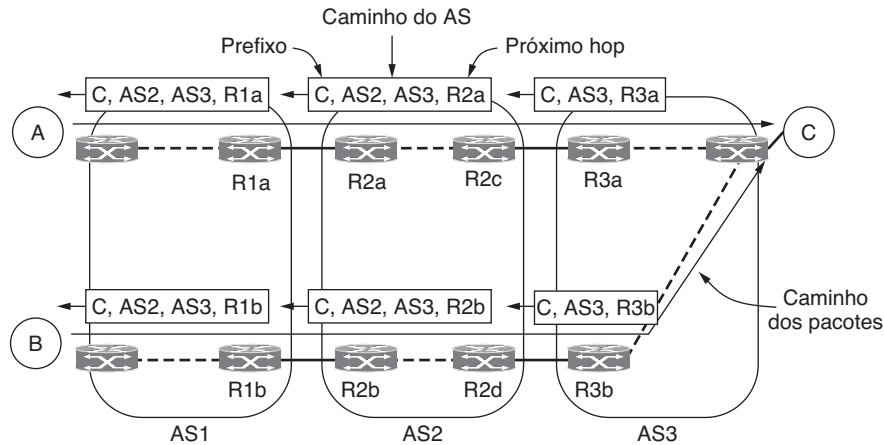 Caminho do AS
Prefixo
Próximo hop
C, AS2, AS3, R1a
C, AS2, AS3, R2a
C, AS3, R3a
A
C
R1a
R2a
R2c
R3a
C, AS2, AS3, R1b
C, AS2, AS3, R2b
C, AS3, R3b
Caminho
dos pacotes
B
R1b
R2b
R2d
R3b
AS1
AS2
AS3